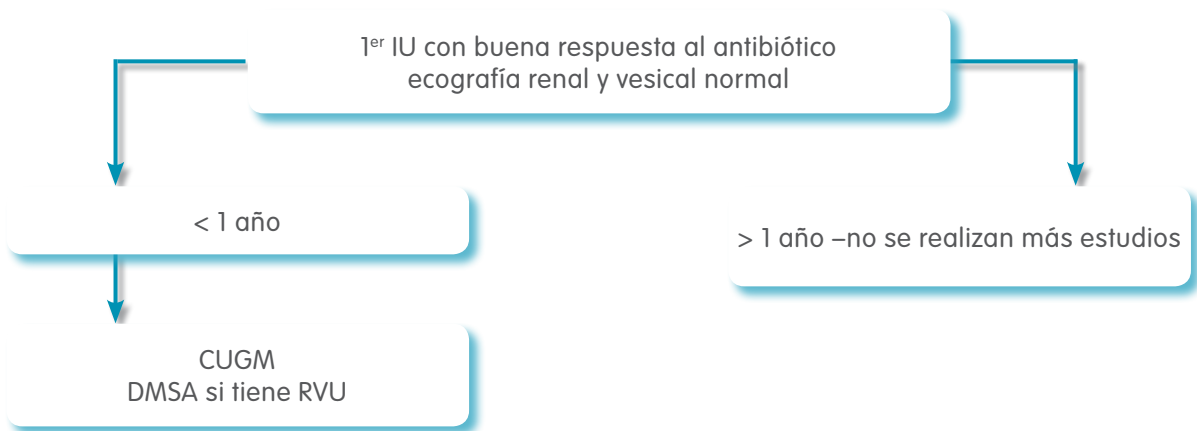 1er IU con buena respuesta al antibiótico
ecografía renal y vesical normal
< 1 año
> 1 año –no se realizan más estudios
CUGM
DMSA si tiene RVU